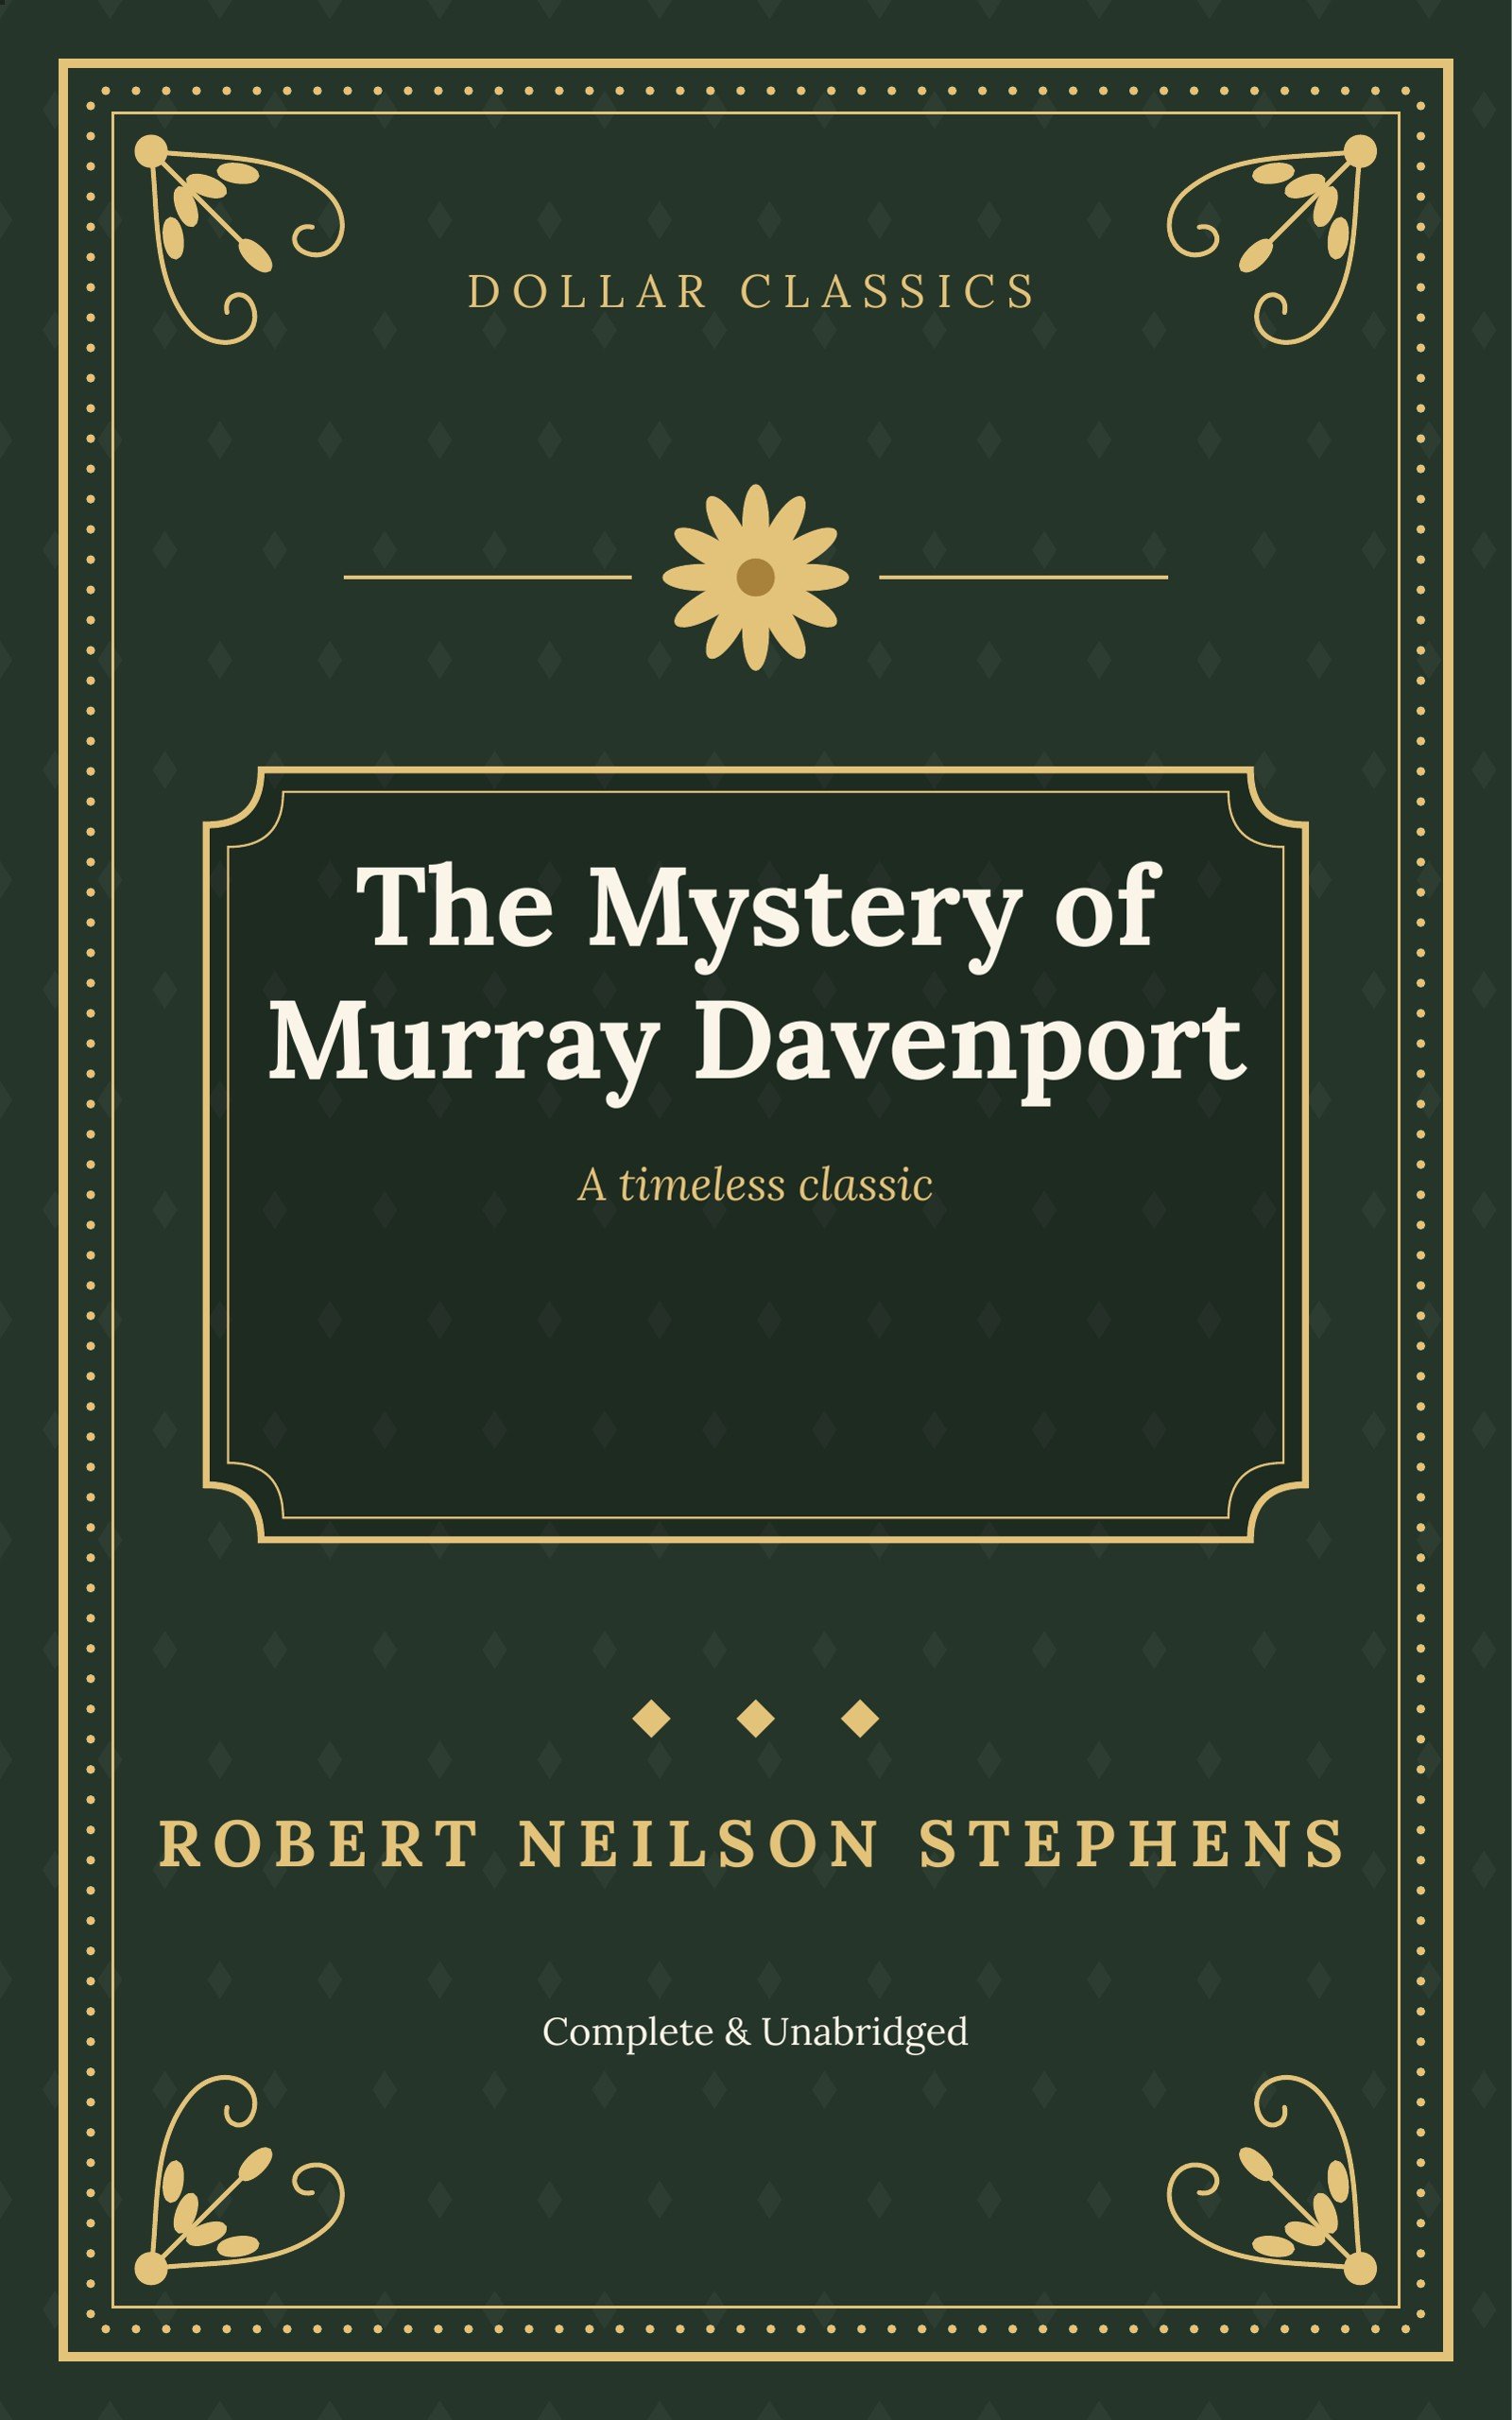 DOLLAR CLASSICS
The Mystery of
Murray Davenport
A timeless classic
ROBERT NEILSON STEPHENS
Complete & Unabridged